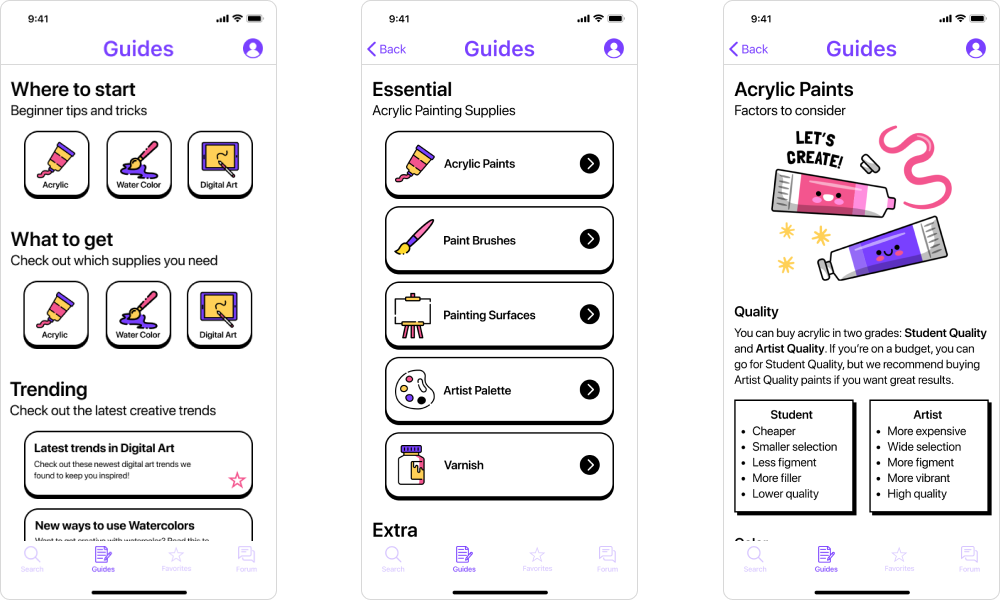 9:41
Guides
Where to start
Beginner tips and tricks
Acrylic
Water Color
Digital Art
What to get
Check out which supplies you need
Acrylic
Water Color
Digital Art
Trending
Check out the latest creative trends
Latest trends in Digital Art
Check out these newest digital art trends we
found to keep you inspired!
New ways to use Watercolors
Want to get creative with watercolor? Read this to
Search
Guides
Favorites
Forum
9:41
Back
Guides
Essential
Acrylic Painting Supplies
Acrylic Paints
Paint Brushes
Painting Surfaces
Artist Palette
Varnish
Extra
Search
Guides
Favorites
Forum
9:41
Back
Guides
Acrylic Paints
Factors to consider
LET'S
CREATE!
Quality
You can buy acrylic in two grades: Student Quality
and Artist Quality. If you're on a budget, you can
go for Student Quality, but we recommend buying
Artist Quality paints if you want great results.
Student
• Cheaper
• Smaller selection
• Less figment
• More filler
• Lower quality
Artist
• More expensive
• Wide selection
• More figment
• More vibrant
• High quality
Search
Guides
Favorites
Forum